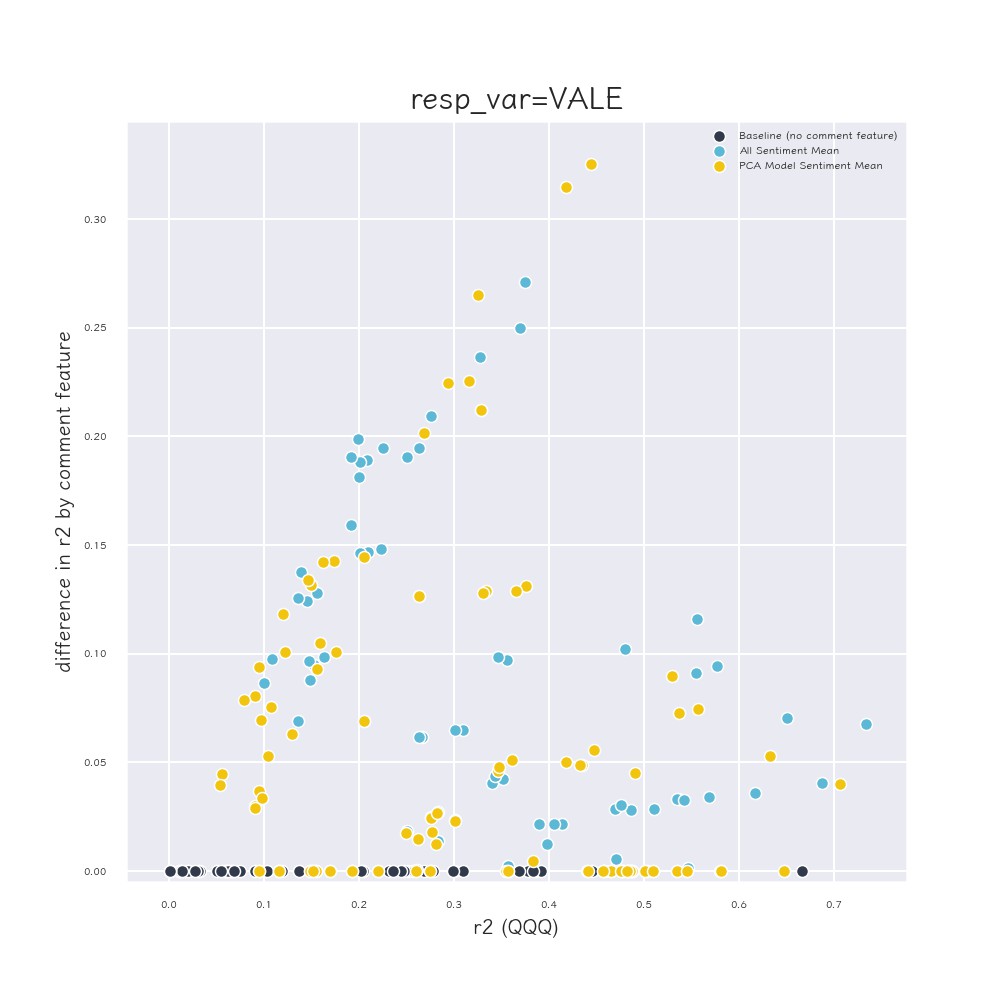 resp_var=VALE
Baseline (no comment feature)
All Sentiment Mean
PCA Model Sentiment Mean
difference in r2 by comment feature
0.30
0.25
0.20
0.15
0.10
0.05
0.00
0.0 0.1 0.2 0.3 0.4 0.5 0.6 0.7
r2 (QQQ)